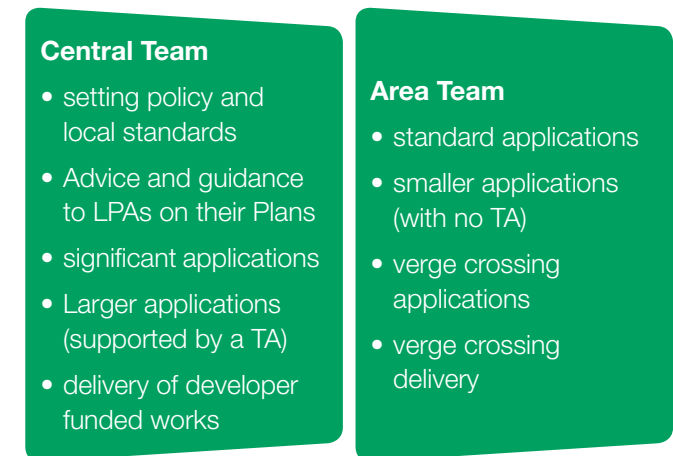 Central Team
• setting policy and
local standards
• Advice and guidance
to LPAs on their Plans
• significant applications
• Larger applications
(supported by a TA)
• delivery of developer
funded works
Area Team
• standard applications
• smaller applications
(with no TA)
• verge crossing
applications
• verge crossing
delivery